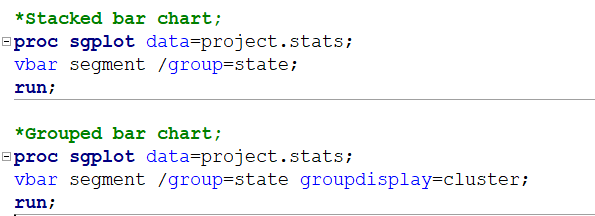 *Stacked bar chart;
proc sgplot data=project.stats;
vbar segment /group=state;
run;
*Grouped bar chart;
proc sgplot data=project.stats;
vbar segment /group=state groupdisplay=cluster;
run;